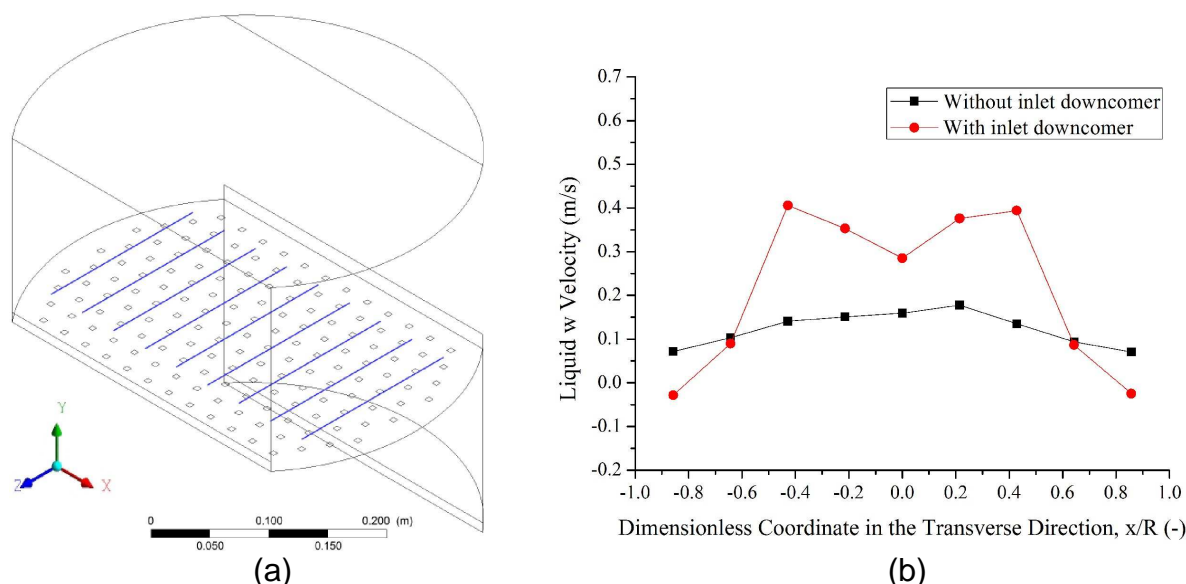 Y
Z
X
0
0.100
0.200 (m)
0.050
0.150
(a)
0.7
0.6
0.5
0.4
0.3
0.2
0.1
0.0
-0.1
-0.2
Liquid w Velocity (m/s)
Without inlet downcomer
With inlet downcomer
-1.0 -0.8 -0.6 -0.4 -0.2 0.0 0.2 0.4 0.6 0.8 1.0
Dimensionless Coordinate in the Transverse Direction, x/R (-)
(b)